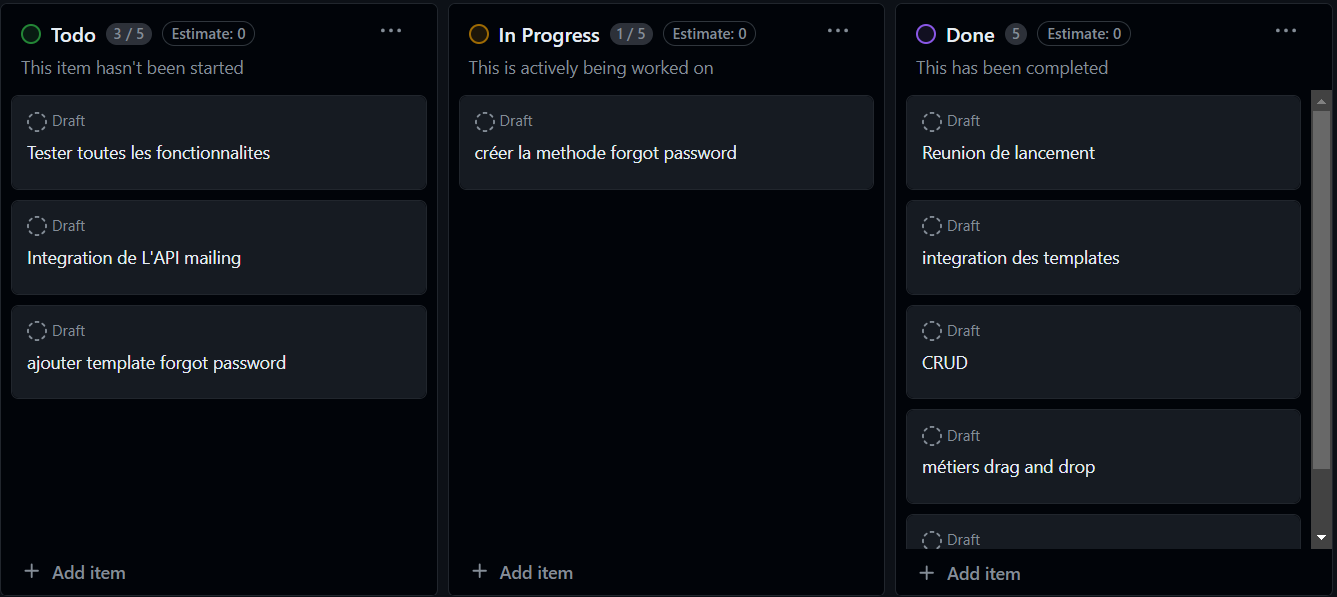 Todo 3 / 5 Estimate: 0
This item hasn't been started
Draft
Tester toutes les fonctionnalites
Draft
Integration de L'API mailing
Draft
ajouter template forgot password
+ Add item
In Progress 1 / 5 Estimate: 0
This is actively being worked on
Draft
créer la methode forgot password
+ Add item
Done 5 Estimate: 0
This has been completed
Draft
Reunion de lancement
Draft
integration des templates
Draft
CRUD
Draft
métiers drag and drop
Draft
+ Add item